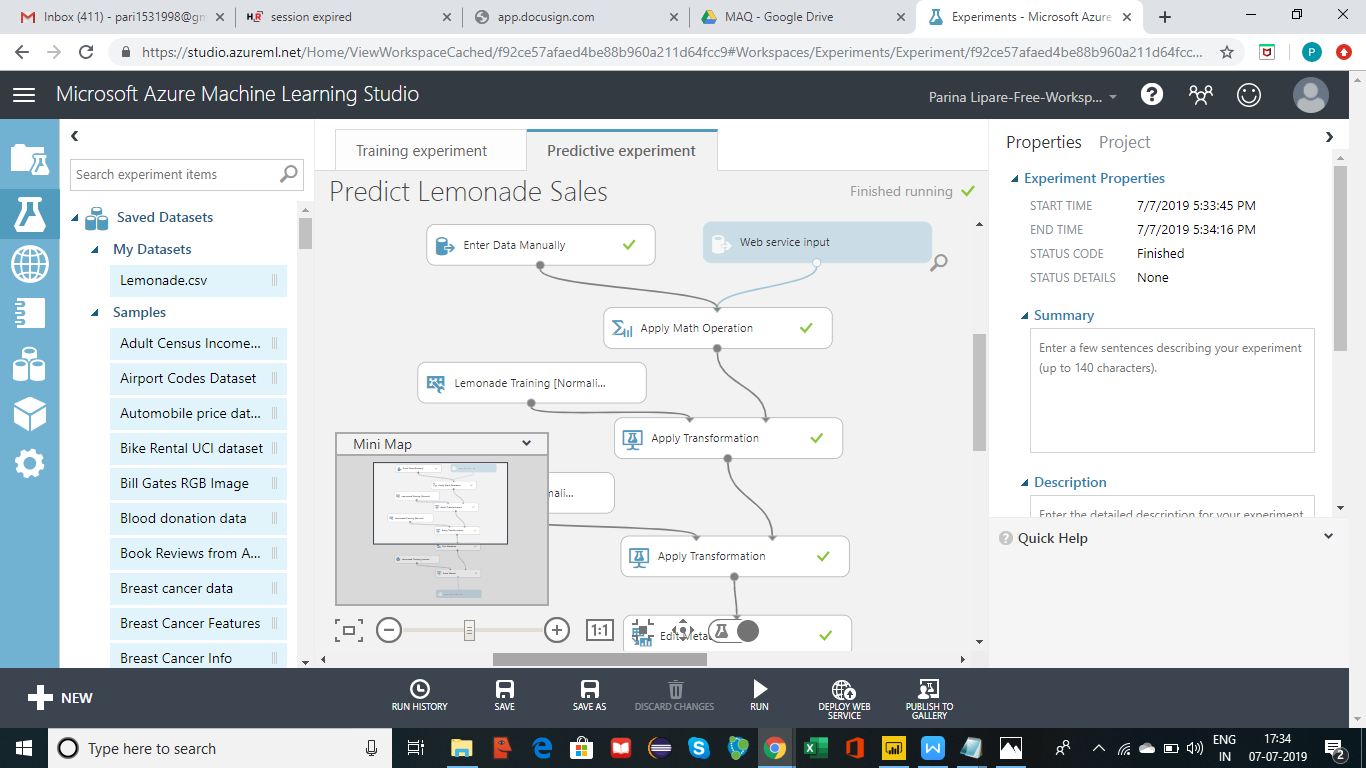 Inbox (411) - pari1531998@gm
session expired
app.docusign.com
MAQ - Google Drive
Experiments - Microsoft Azure
https://studio.azureml.net/Home/ViewWorkspaceCached/f92ce57afaed4be88b960a211d64fcc9#Workspaces/Experiments/Experiment/f92ce57afaed4be88b960a211d64fcc...
P
Microsoft Azure Machine Learning Studio
Parina Lipare-Free-Worksp...
Training experiment
Predictive experiment
Properties
Project
Search experiment items
Predict Lemonade Sales
Finished running
Experiment Properties
START TIME 7/7/2019 5:33:45 PM
END TIME 7/7/2019 5:34:16 PM
STATUS CODE Finished
STATUS DETAILS None
Summary
Enter a few sentences describing your experiment
(up to 140 characters).
Description
Enter the detailed description for your experiment
Quick Help
Saved Datasets
My Datasets
Lemonade.csv
Samples
Adult Census Income...
Airport Codes Dataset
Automobile price dat...
Bike Rental UCI dataset
Bill Gates RGB Image
Blood donation data
Book Reviews from A...
Breast cancer data
Breast Cancer Features
Breast Cancer Info
Enter Data Manually
Web service input
Apply Math Operation
Lemonade Training [Normali...
Apply Transformation
Mini Map
mali...
Apply Transformation
1:1
Edit Meta
NEW
RUN HISTORY
SAVE
SAVE AS
DISCARD CHANGES
RUN
DEPLOY WEB
SERVICE
PUBLISH TO
GALLERY
Type here to search
ENG
IN
17:34
07-07-2019
2